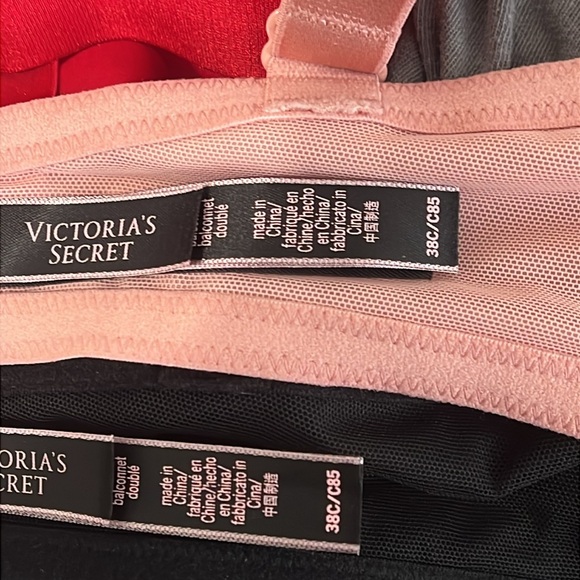 VICTORIA'S
SECRET
balconnet
doublé
made in
China/
fabriqué en
Chine/hecho
en China/
fabbricato in
Cina/
中国制造
38C/C85
ORIA'S
CRET
balconnet
doublé
made in
China/
fabriqué en
Chine/hecho
en China/
fabbricato in
Cina/
中国制造
38C/C85